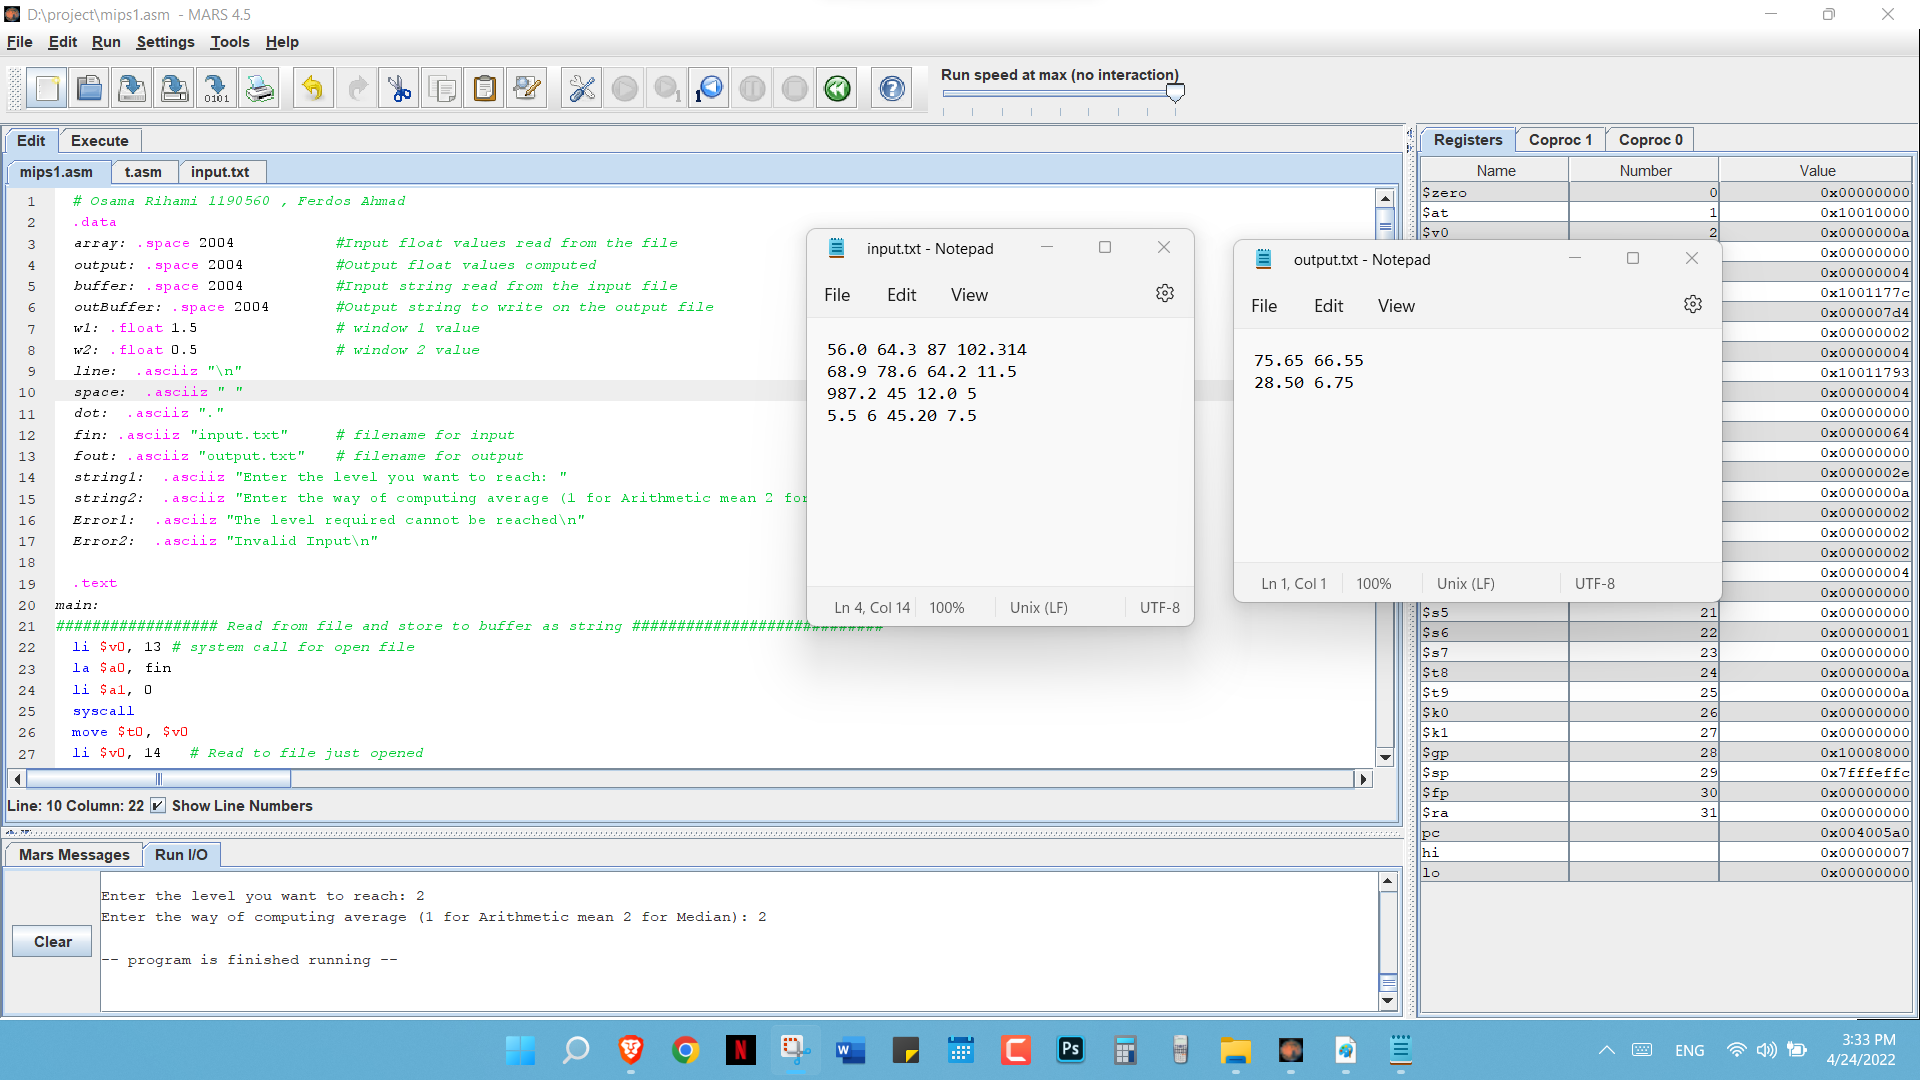 D:\project\mips1.asm - MARS 4.5
File Edit Run Settings Tools Help
Run speed at max (no interaction)
Edit Execute
mips1.asm t.asm input.txt
1 # Osama Rihami 1190560 , Ferdos Ahmad
2 .data
3 array: .space 2004 #Input float values read from the file
4 output: .space 2004 #Output float values computed
5 buffer: .space 2004 #Input string read from the input file
6 outBuffer: .space 2004 #Output string to write on the output file
7 w1: .float 1.5 # window 1 value
8 w2: .float 0.5 # window 2 value
9 line: .asciiz "\n"
10 space: .asciiz " "
11 dot: .asciiz "."
12 fin: .asciiz "input.txt" # filename for input
13 fout: .asciiz "output.txt" # filename for output
14 string1: .asciiz "Enter the level you want to reach: "
15 string2: .asciiz "Enter the way of computing average (1 for Arithmetic mean 2 for
16 Error1: .asciiz "The level required cannot be reached\n"
17 Error2: .asciiz "Invalid Input\n"
18
19 .text
20 main:
21 ################## Read from file and store to buffer as string ############################
22 li $v0, 13 # system call for open file
23 la $a0, fin
24 li $a1, 0
25 syscall
26 move $t0, $v0
27 li $v0, 14 # Read to file just opened
Line: 10 Column: 22 Show Line Numbers
Mars Messages Run I/O
Clear
Enter the level you want to reach: 2
Enter the way of computing average (1 for Arithmetic mean 2 for Median): 2
-- program is finished running --
input.txt - Notepad
File Edit View
56.0 64.3 87 102.314
68.9 78.6 64.2 11.5
987.2 45 12.0 5
5.5 6 45.20 7.5
Ln 4, Col 14 100% Unix (LF) UTF-8
output.txt - Notepad
File Edit View
75.65 66.55
28.50 6.75
Ln 1, Col 1 100% Unix (LF) UTF-8
Registers Coproc 1 Coproc 0
Name Number Value
$zero 0 0x00000000
$at 1 0x10010000
$v0 2 0x0000000a
0x00000000
0x00000004
0x1001177c
0x000007d4
0x00000002
0x00000004
0x10011793
0x00000004
0x00000000
0x00000064
0x00000000
0x0000002e
0x0000000a
0x00000002
0x00000002
0x00000002
0x00000004
0x00000000
$s5 21 0x00000000
$s6 22 0x00000001
$s7 23 0x00000000
$t8 24 0x0000000a
$t9 25 0x0000000a
$k0 26 0x00000000
$k1 27 0x00000000
$gp 28 0x10008000
$sp 29 0x7fffeffc
$fp 30 0x00000000
$ra 31 0x00000000
pc 0x004005a0
hi 0x00000007
lo 0x00000000
ENG
3:33 PM
4/24/2022